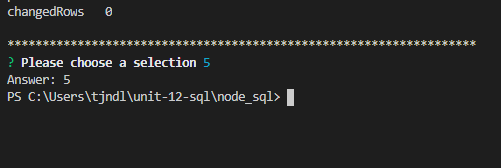 changedRows 0
*******************************************************************
? Please choose a selection 5
Answer: 5
PS C:\Users\tjndl\unit-12-sql\node_sql>